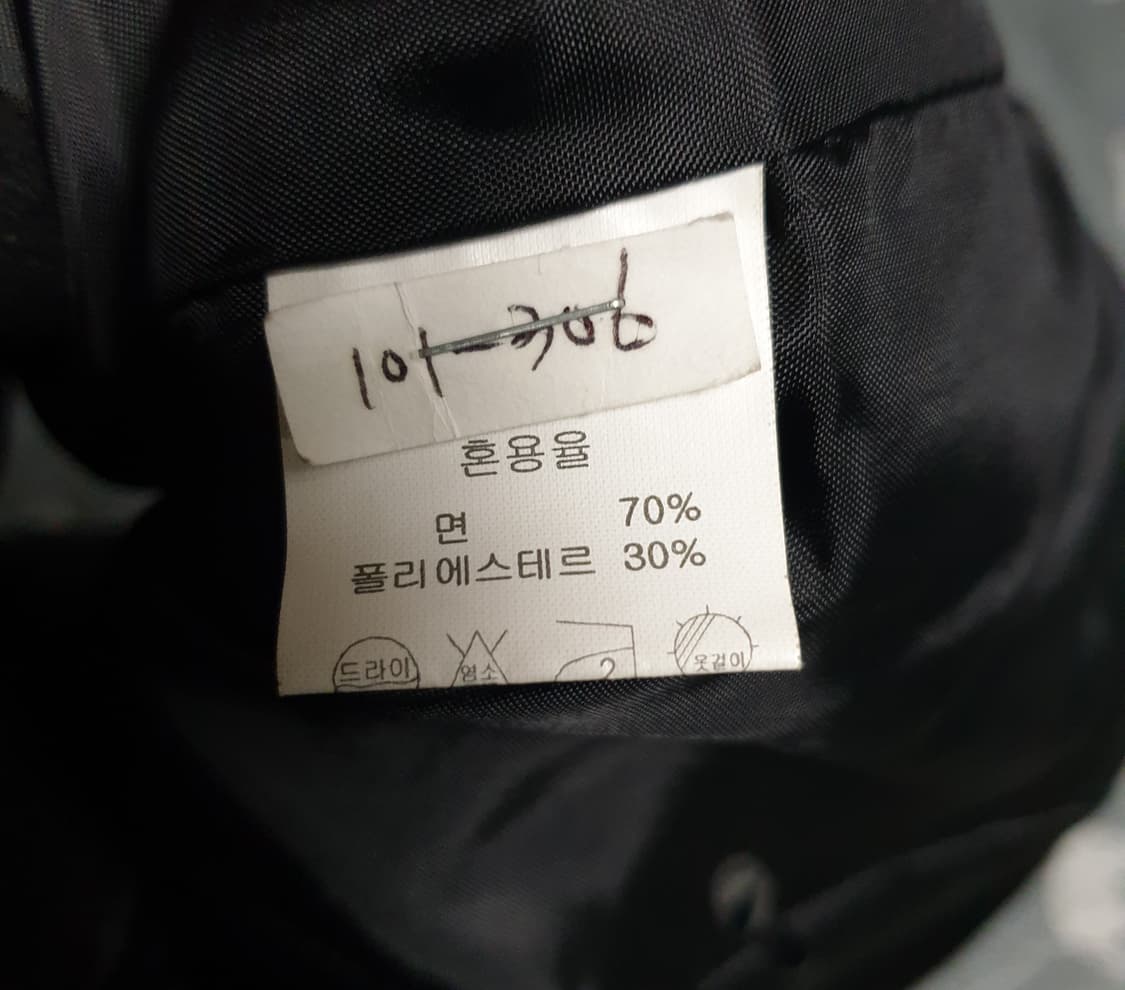 101-306
혼용율
면 70%
폴리에스테르 30%
드라이 염소 2 옷걸이